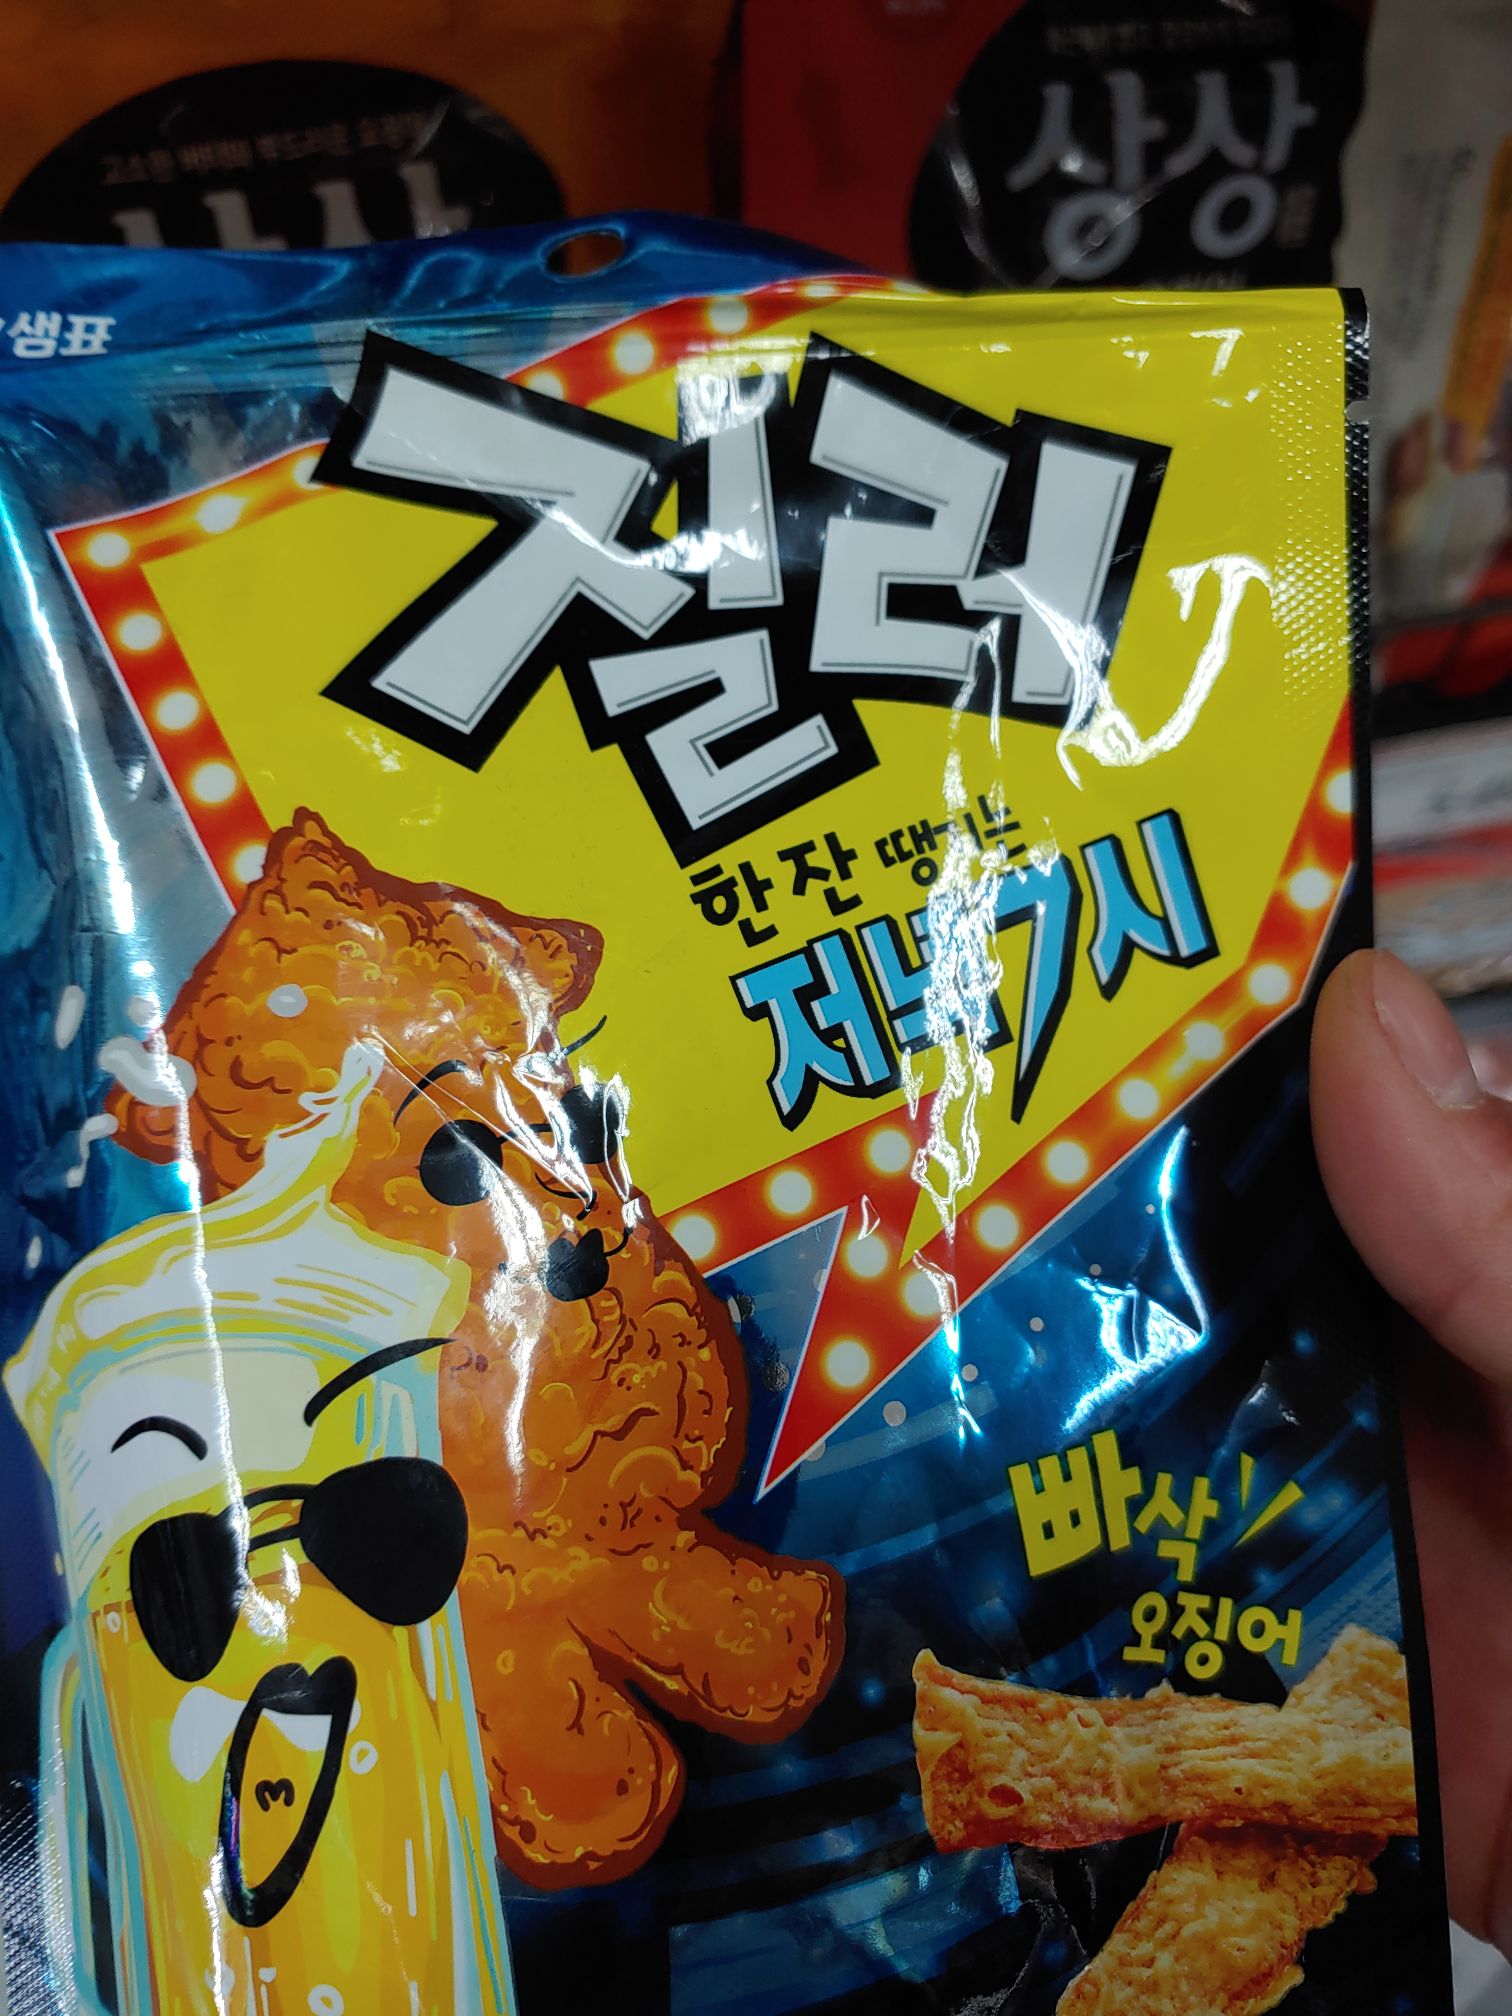 상상
샘표
질러
한 잔 땡기는
저녁7시
빠삭
오징어